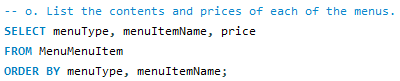 -- o. List the contents and prices of each of the menus.
SELECT menuType, menuItemName, price
FROM MenuMenuItem
ORDER BY menuType, menuItemName;